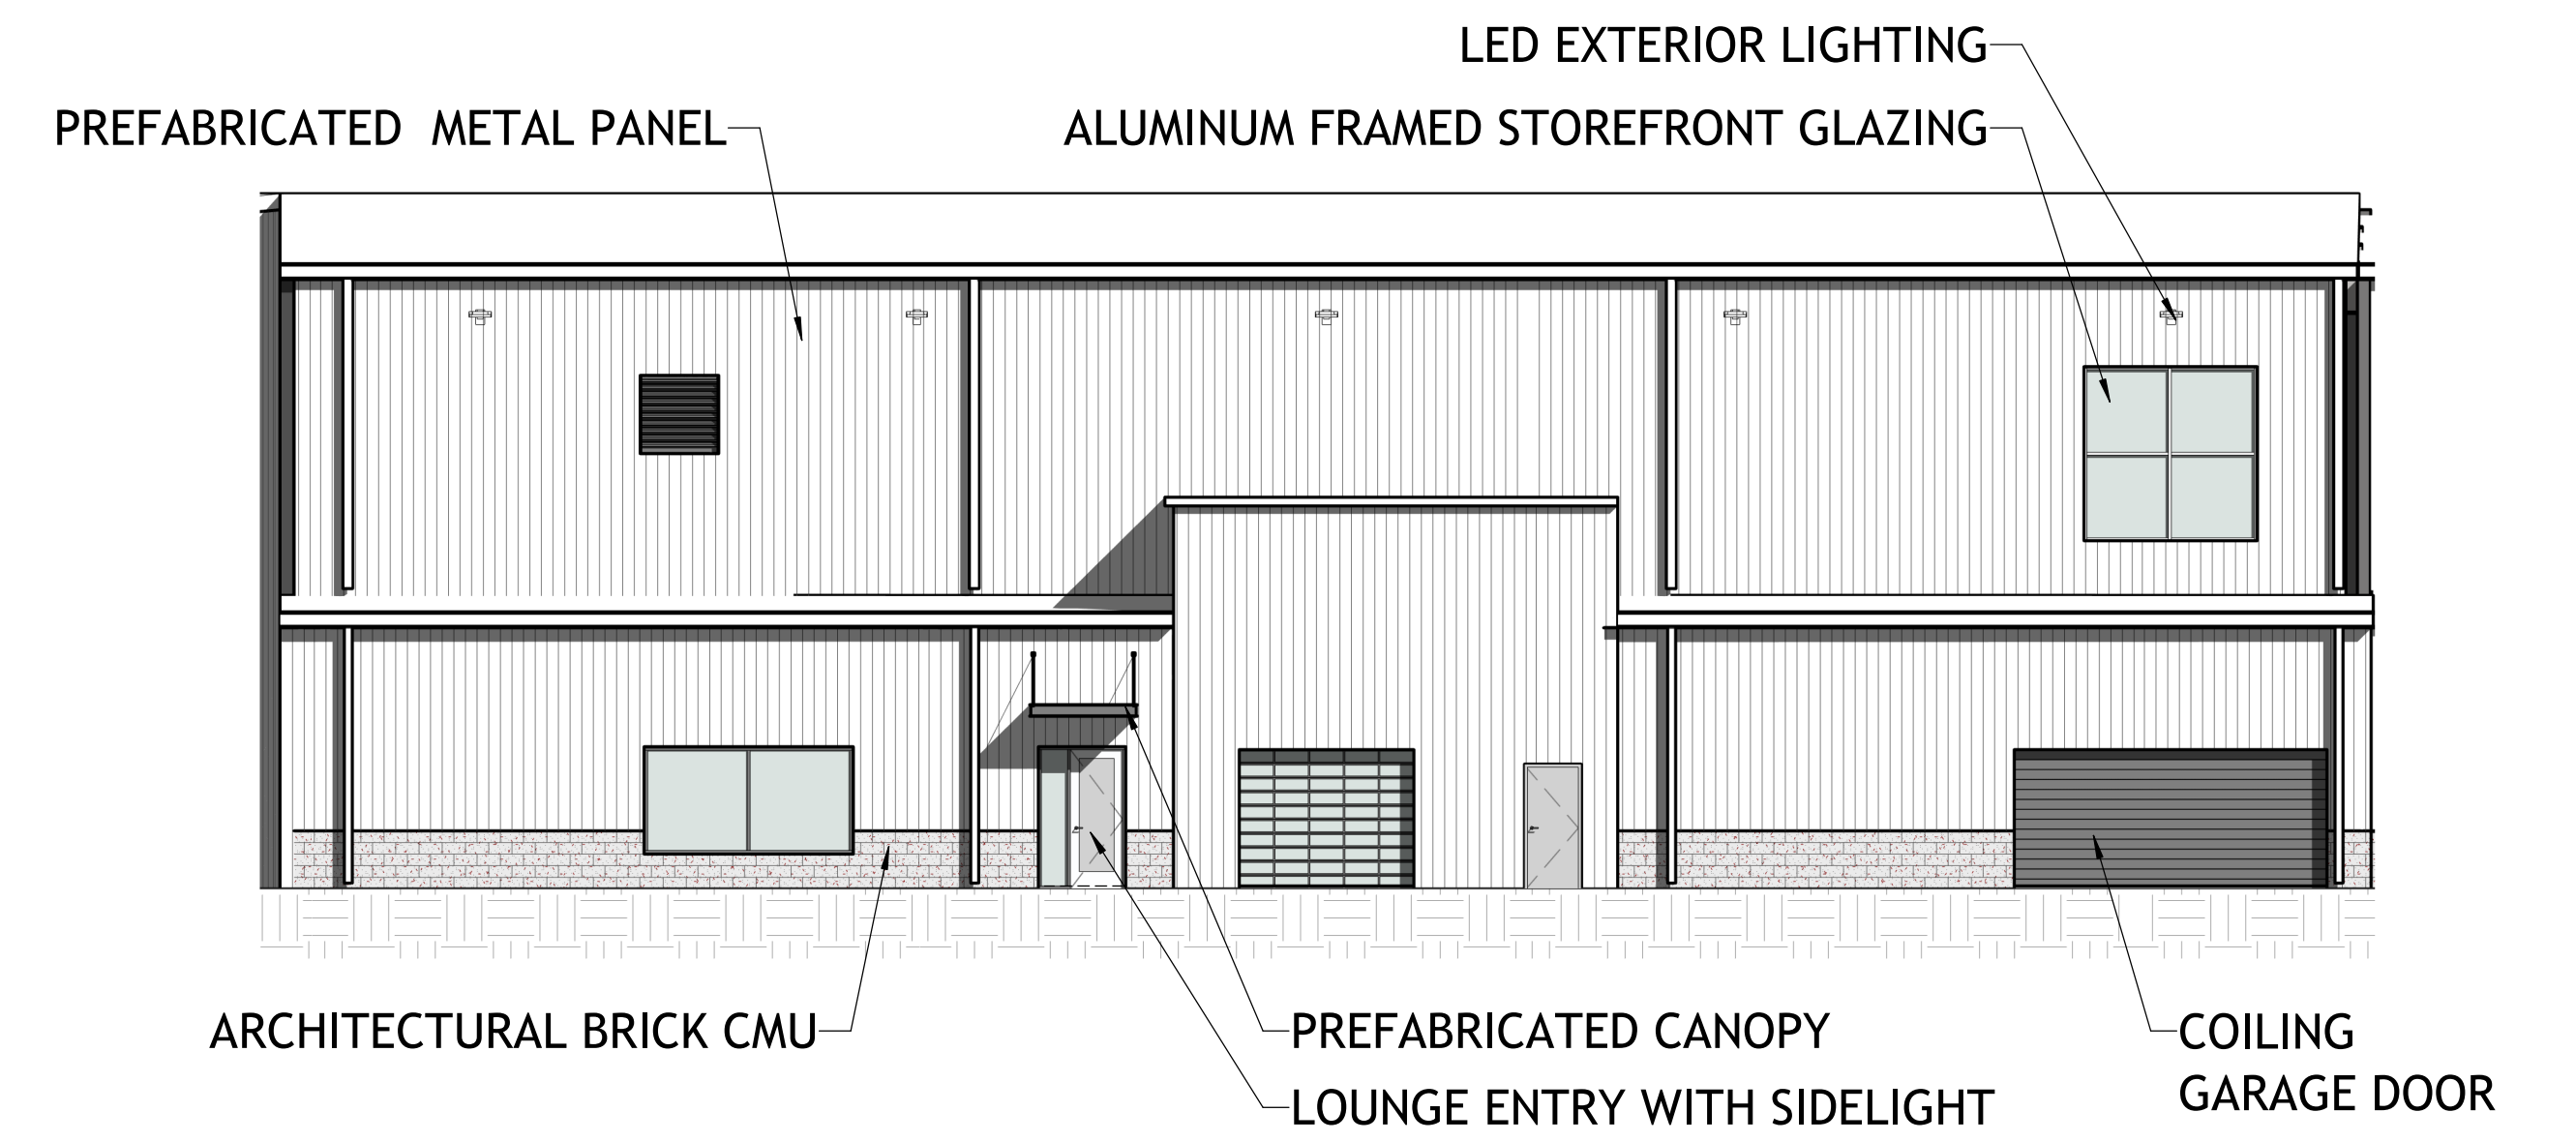 LED EXTERIOR LIGHTING
PREFABRICATED  METAL PANEL
ALUMINUM FRAMED STOREFRONT GLAZING
ARCHITECTURAL BRICK CMU
PREFABRICATED CANOPY
LOUNGE ENTRY WITH SIDELIGHT
COILING
GARAGE DOOR